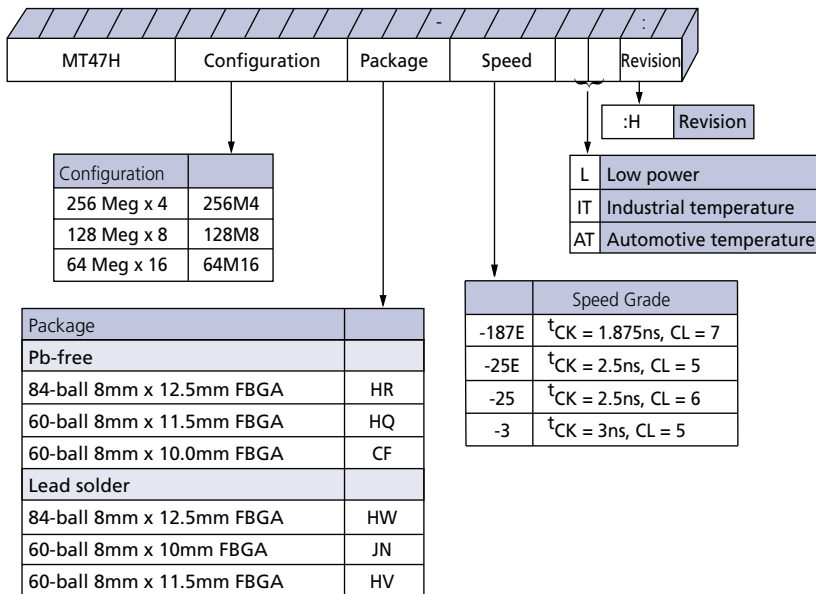 - :
MT47H Configuration Package Speed Revision
:H Revision
L Low power
IT Industrial temperature
AT Automotive temperature
Configuration
256 Meg x 4 256M4
128 Meg x 8 128M8
64 Meg x 16 64M16
Speed Grade
-187E tCK = 1.875ns, CL = 7
-25E tCK = 2.5ns, CL = 5
-25 tCK = 2.5ns, CL = 6
-3 tCK = 3ns, CL = 5
Package
Pb-free
84-ball 8mm x 12.5mm FBGA HR
60-ball 8mm x 11.5mm FBGA HQ
60-ball 8mm x 10.0mm FBGA CF
Lead solder
84-ball 8mm x 12.5mm FBGA HW
60-ball 8mm x 10mm FBGA JN
60-ball 8mm x 11.5mm FBGA HV